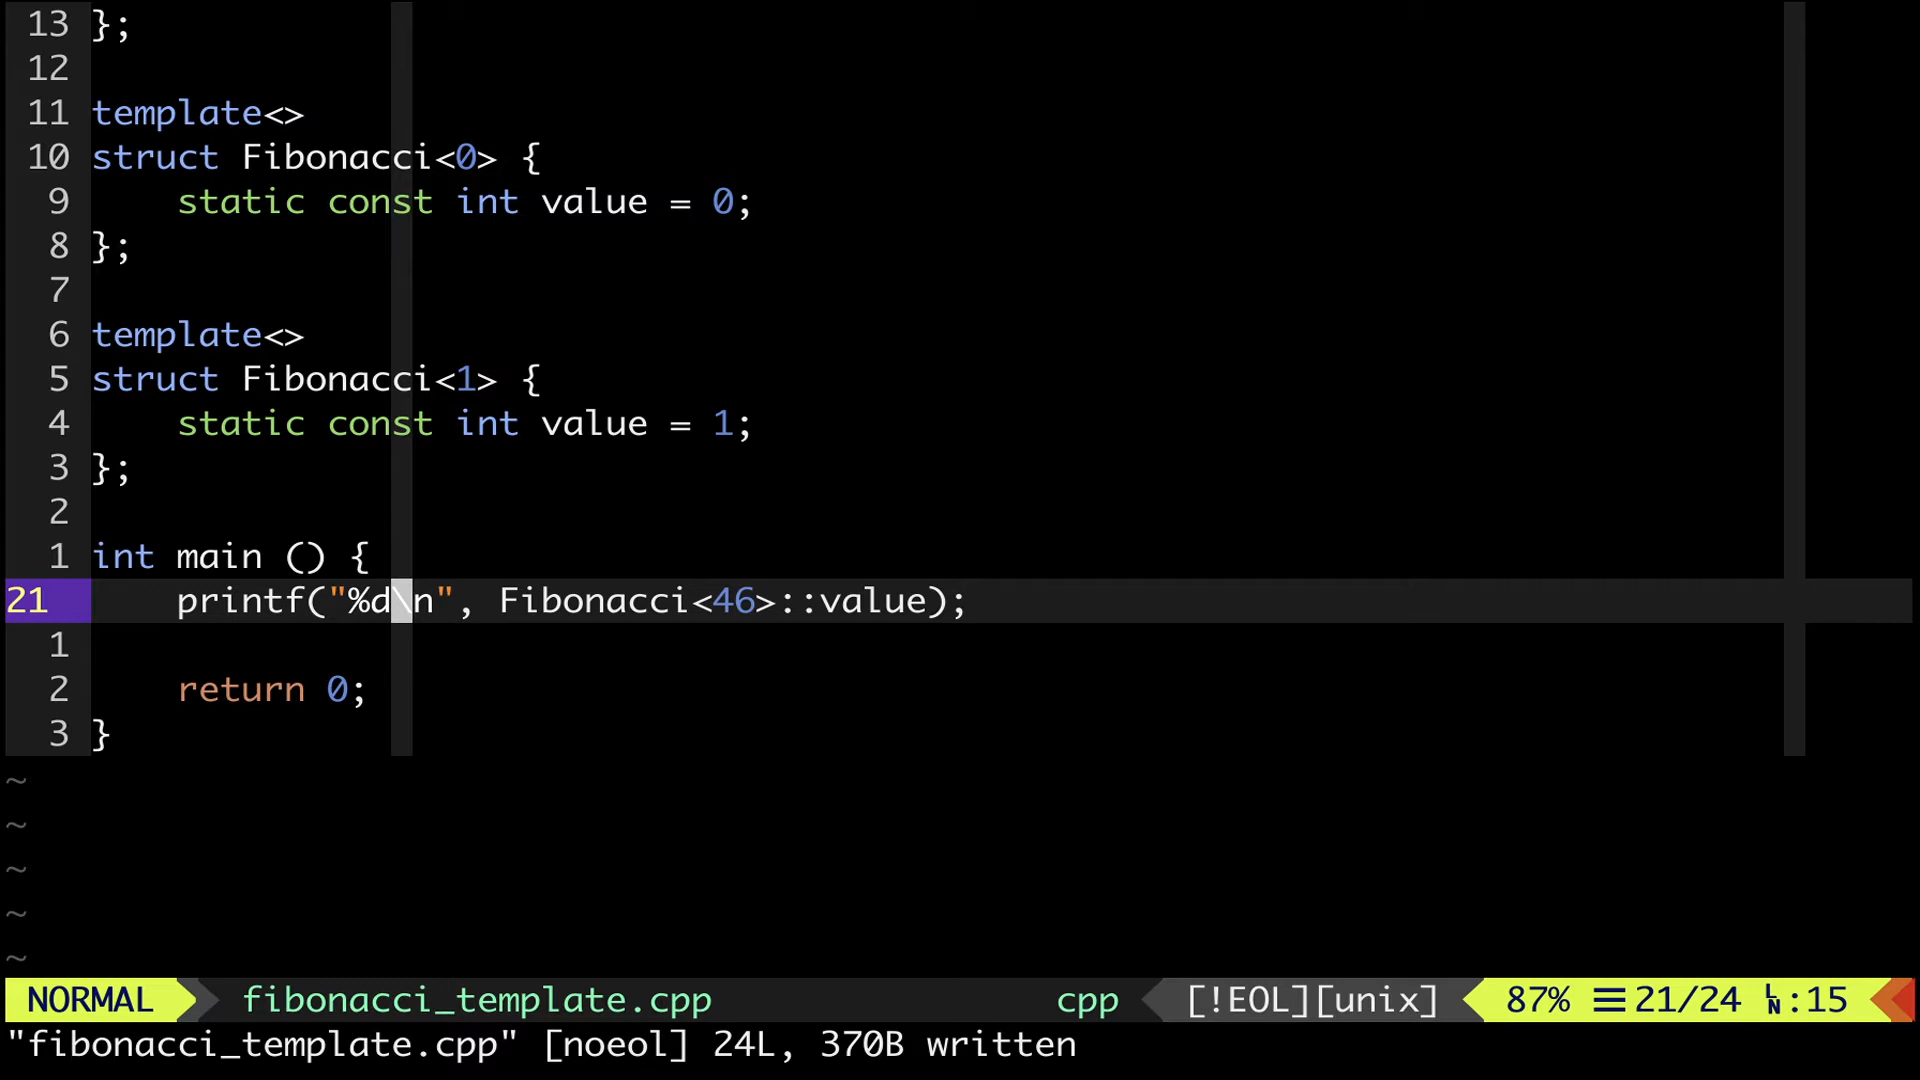 13 };
12
11 template<>
10 struct Fibonacci<0> {
9     static const int value = 0;
8 };
7
6 template<>
5 struct Fibonacci<1> {
4     static const int value = 1;
3 };
2
1 int main () {
21     printf("%d\n", Fibonacci<46>::value);
1
2     return 0;
3 }
~
~
~
~
~
NORMAL fibonacci_template.cpp cpp [!EOL][unix] 87% ☰ 21/24 ␊:15
"fibonacci_template.cpp" [noeol] 24L, 370B written